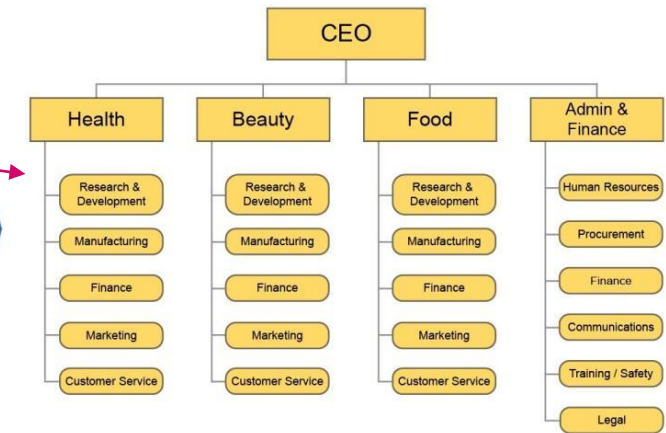 CEO
Health
Beauty
Food
Admin &
Finance
Research &
Development
Manufacturing
Finance
Marketing
Customer Service
Research &
Development
Manufacturing
Finance
Marketing
Customer Service
Research &
Development
Manufacturing
Finance
Marketing
Customer Service
Human Resources
Procurement
Finance
Communications
Training / Safety
Legal